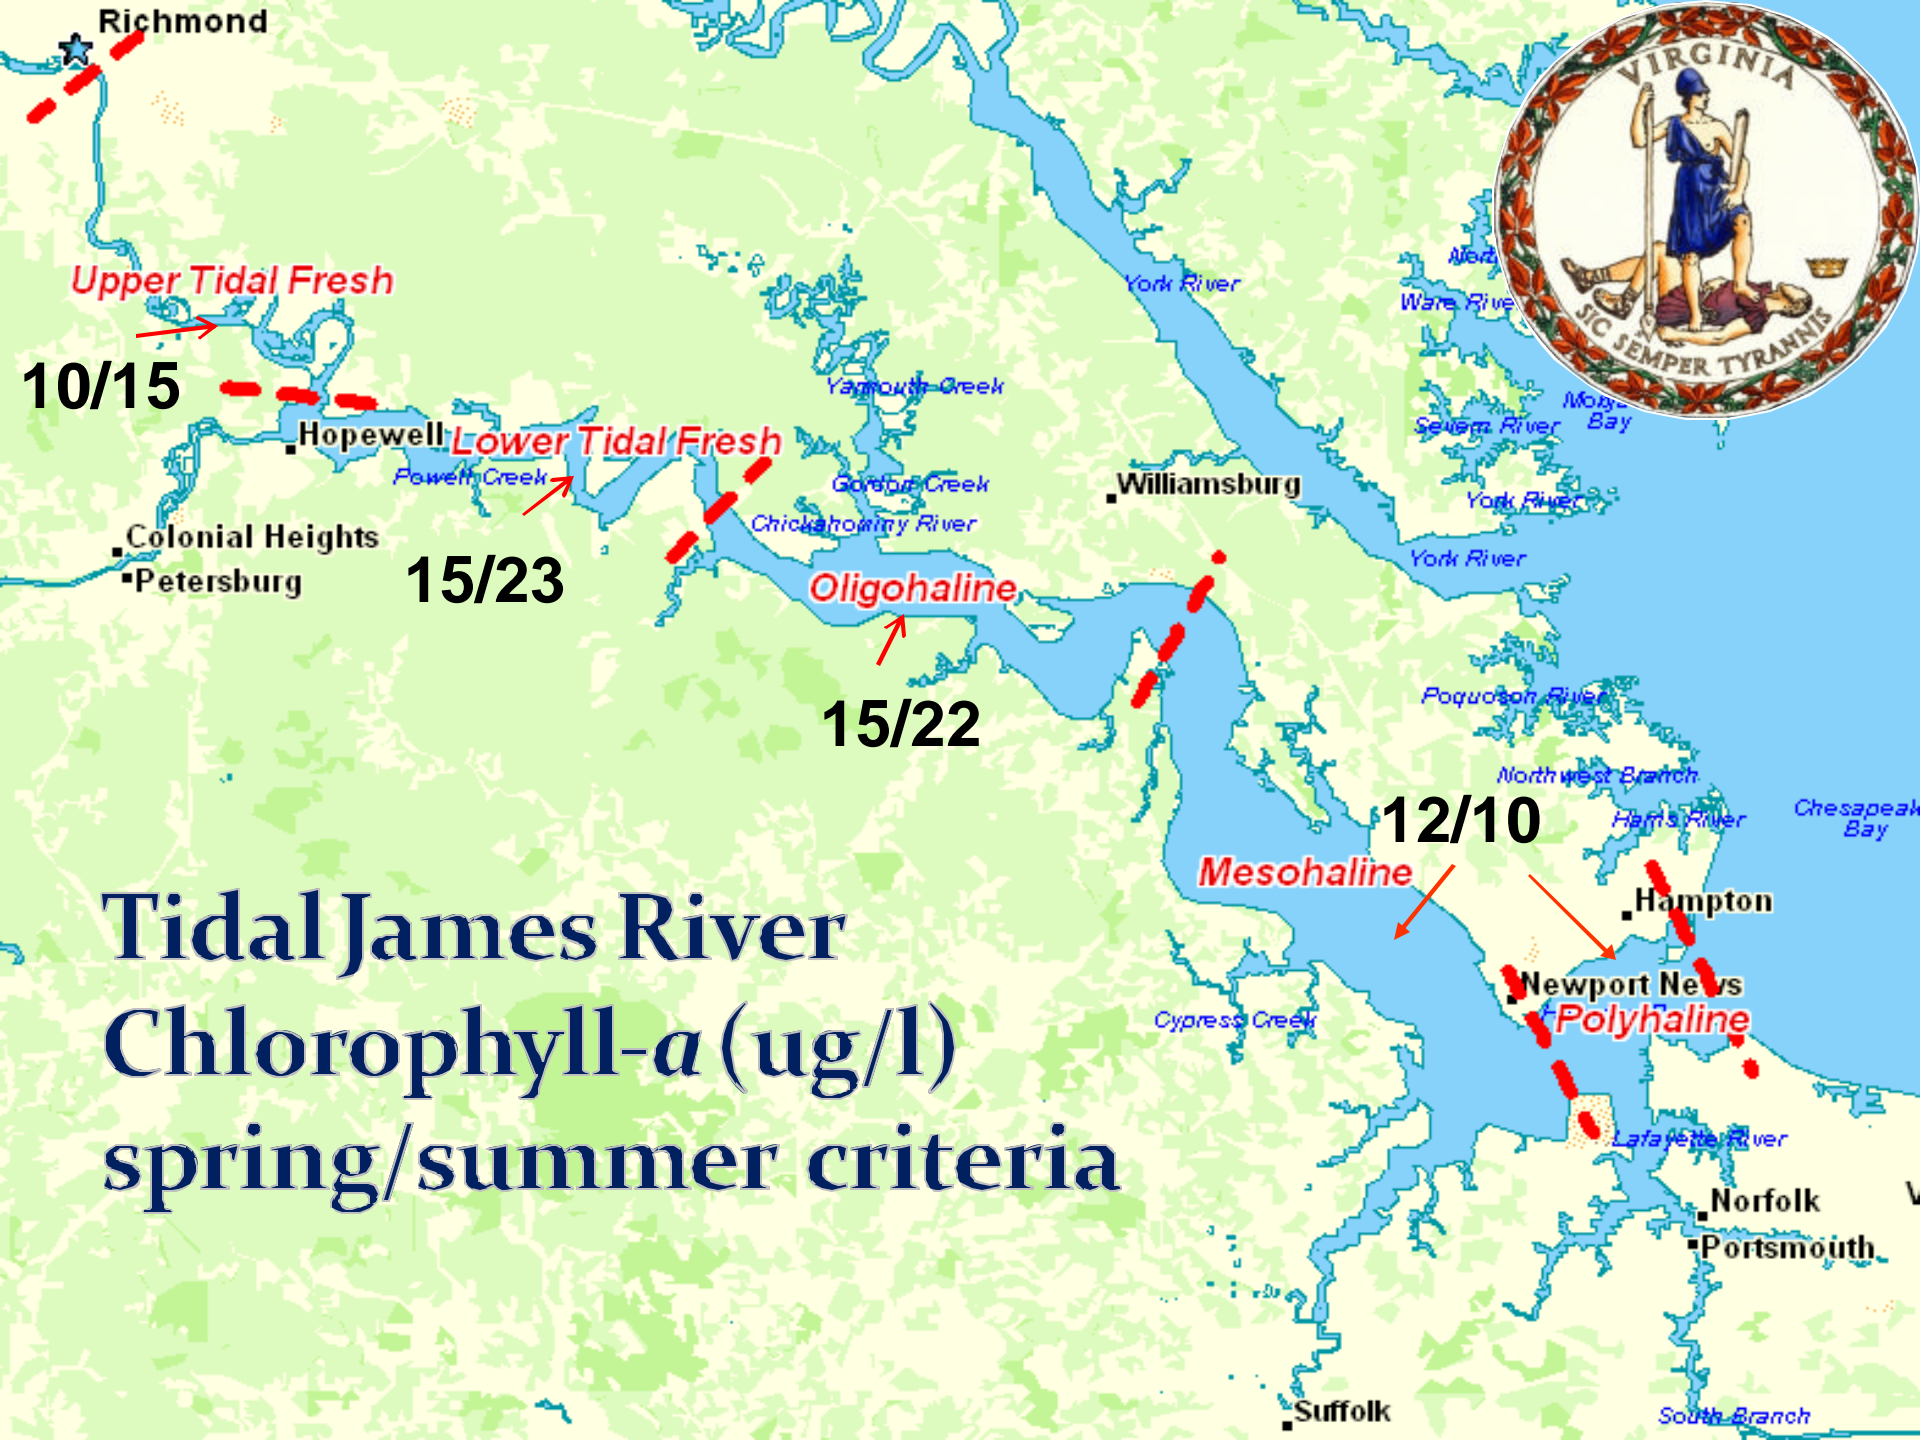 Richmond
VIRGINIA
SIC SEMPER TYRANNIS
Upper Tidal Fresh
10/15
York River
Ware Rive
Yarmouth Creek
Severn River
Bay
Hopewell
Lower Tidal Fresh
Powell Creek
Gordon Creek
Williamsburg
York River
Chickahominy River
Colonial Heights
Petersburg
15/23
York River
Oligohaline
15/22
Poquoson River
Northwest Branch
12/10
Harris River
Chesapeak
Bay
Mesohaline
Hampton
Newport News
Polyhaline
Cypress Creek
Tidal James River
Chlorophyll-a (ug/l)
spring/summer criteria
Lafayette River
Norfolk
Portsmouth
Suffolk
South Branch